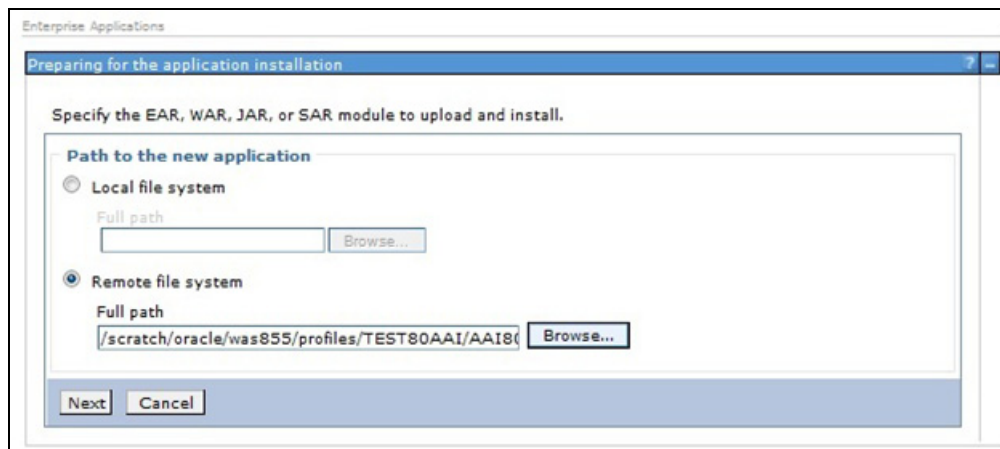 Enterprise Applications
Preparing for the application installation ? –
Specify the EAR, WAR, JAR, or SAR module to upload and install.
Path to the new application
Local file system
Full path
Browse...
Remote file system
Full path
/scratch/oracle/was855/profiles/TEST80AAI/AAI80 Browse...
Next Cancel